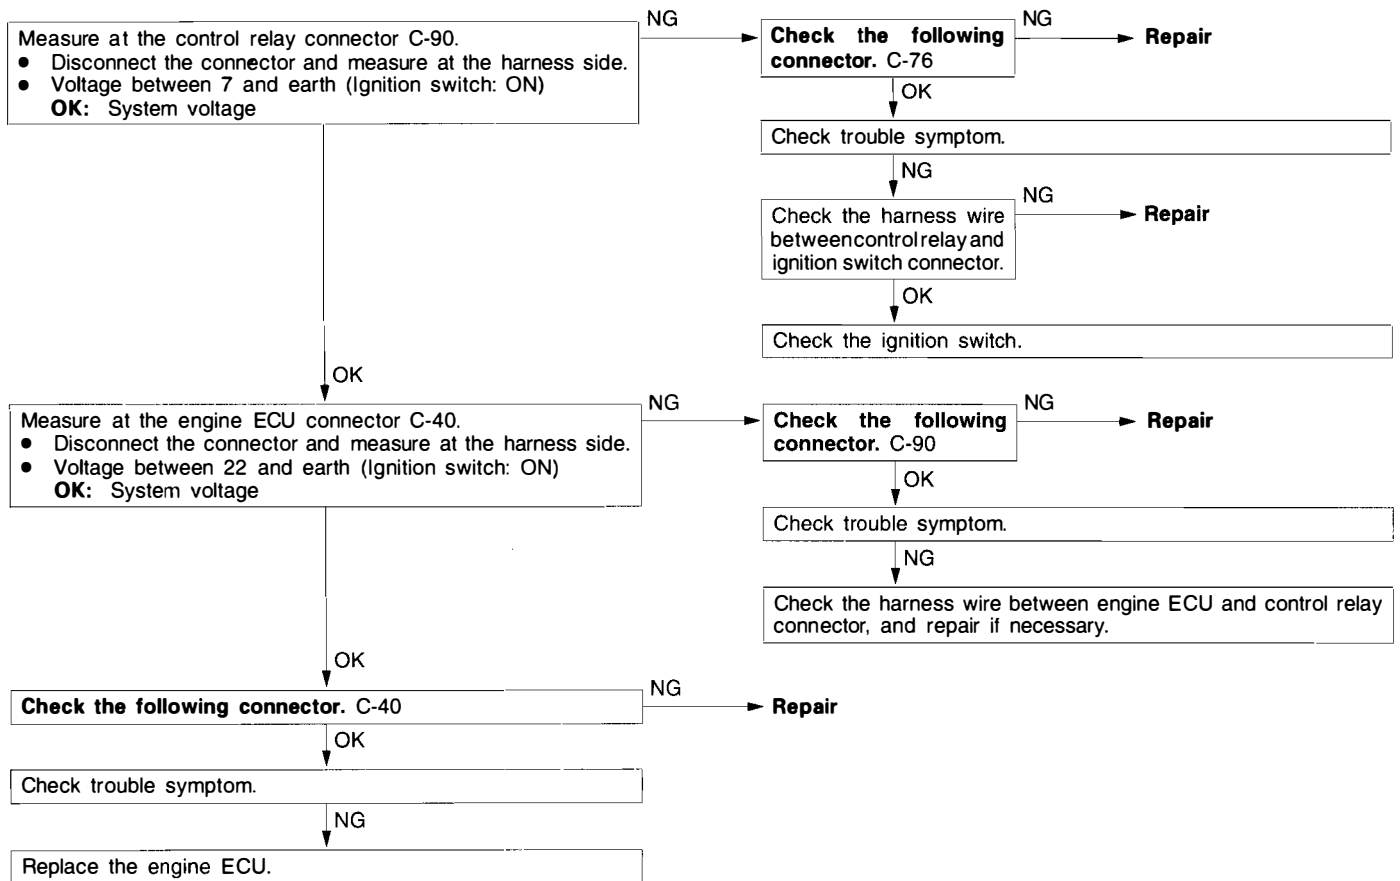 Measure at the control relay connector C-90.
● Disconnect the connector and measure at the harness side.
● Voltage between 7 and earth (Ignition switch: ON)
OK: System voltage
NG
Check the following
connector. C-76
NG
Repair
OK
Check trouble symptom.
NG
Check the harness wire
between control relay and
ignition switch connector.
NG
Repair
OK
Check the ignition switch.
OK
Measure at the engine ECU connector C-40.
● Disconnect the connector and measure at the harness side.
● Voltage between 22 and earth (Ignition switch: ON)
OK: System voltage
NG
Check the following
connector. C-90
NG
Repair
OK
Check trouble symptom.
NG
Check the harness wire between engine ECU and control relay
connector, and repair if necessary.
OK
Check the following connector. C-40
NG
Repair
OK
Check trouble symptom.
NG
Replace the engine ECU.